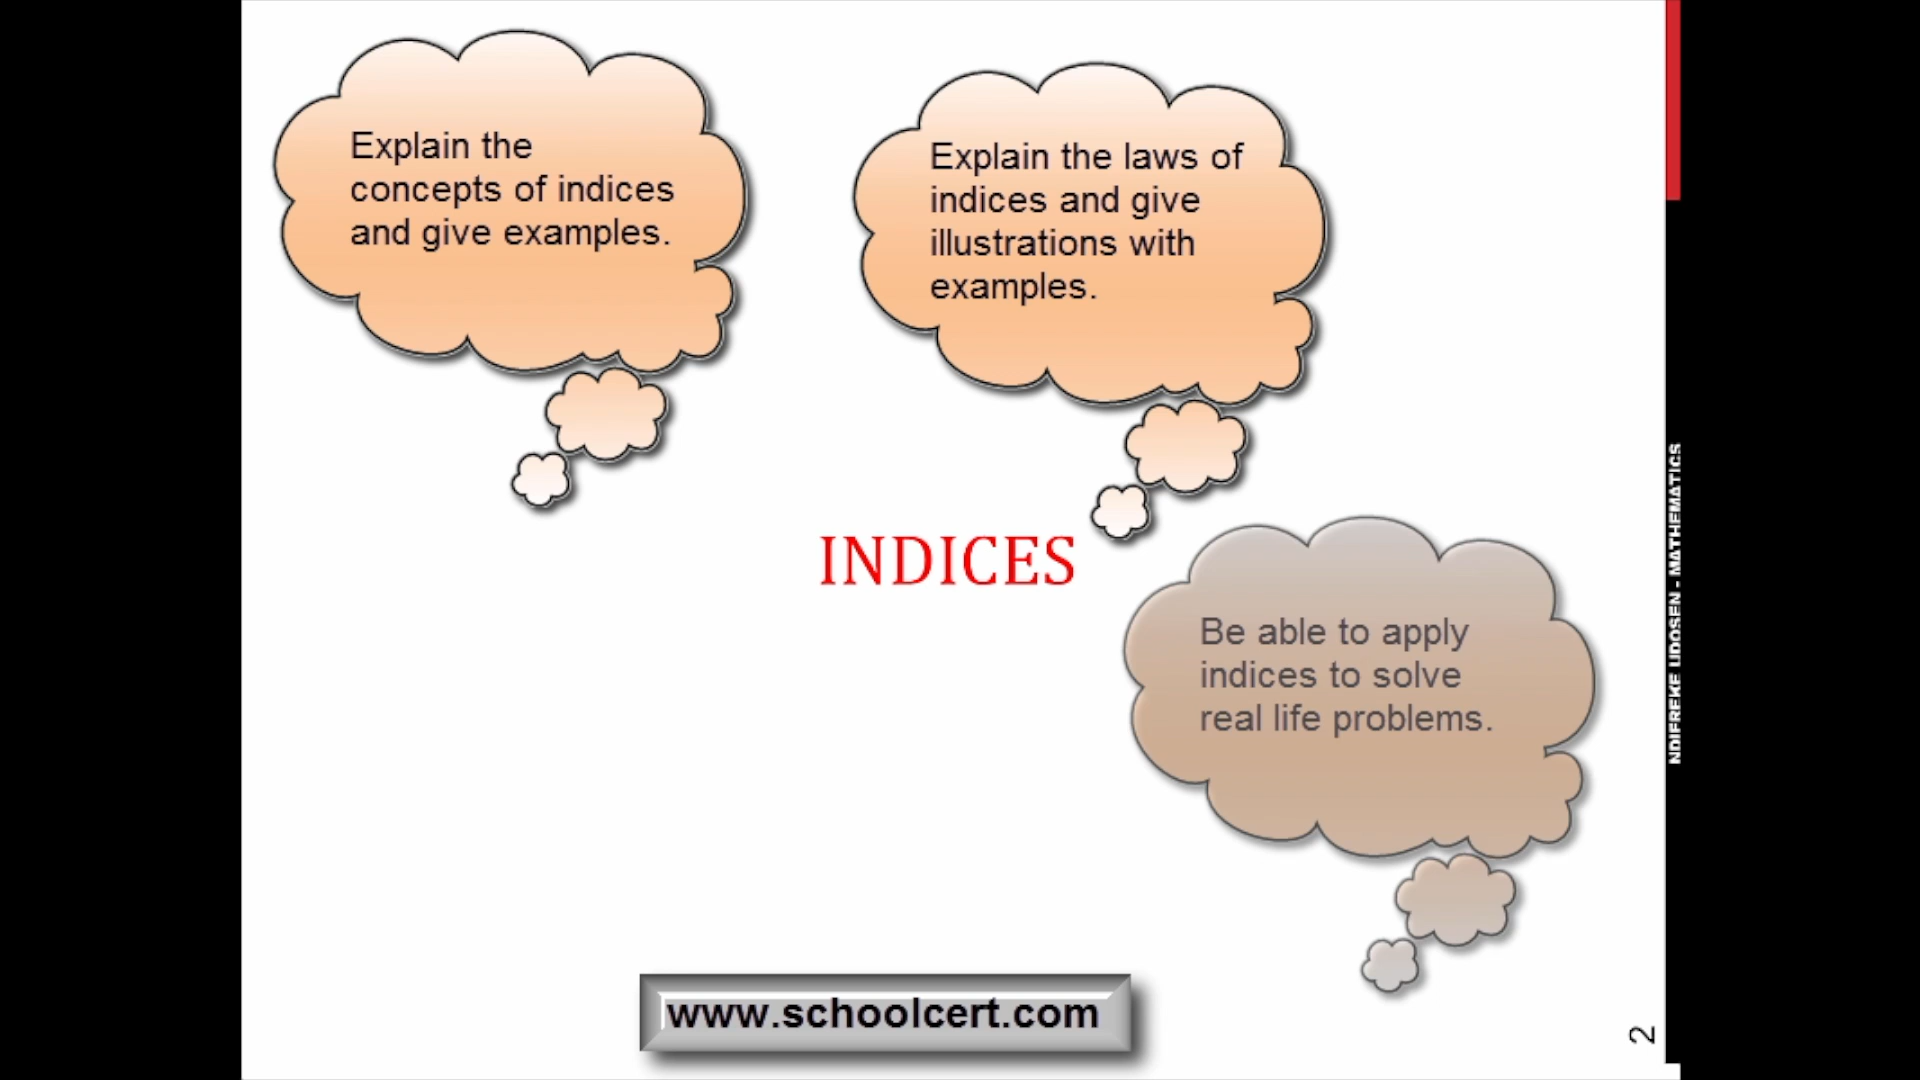 Explain the
concepts of indices
and give examples.
Explain the laws of
indices and give
illustrations with
examples.
INDICES
Be able to apply
indices to solve
real life problems.
NDIFREKE UDOSEN - MATHEMATICS
www.schoolcert.com
2